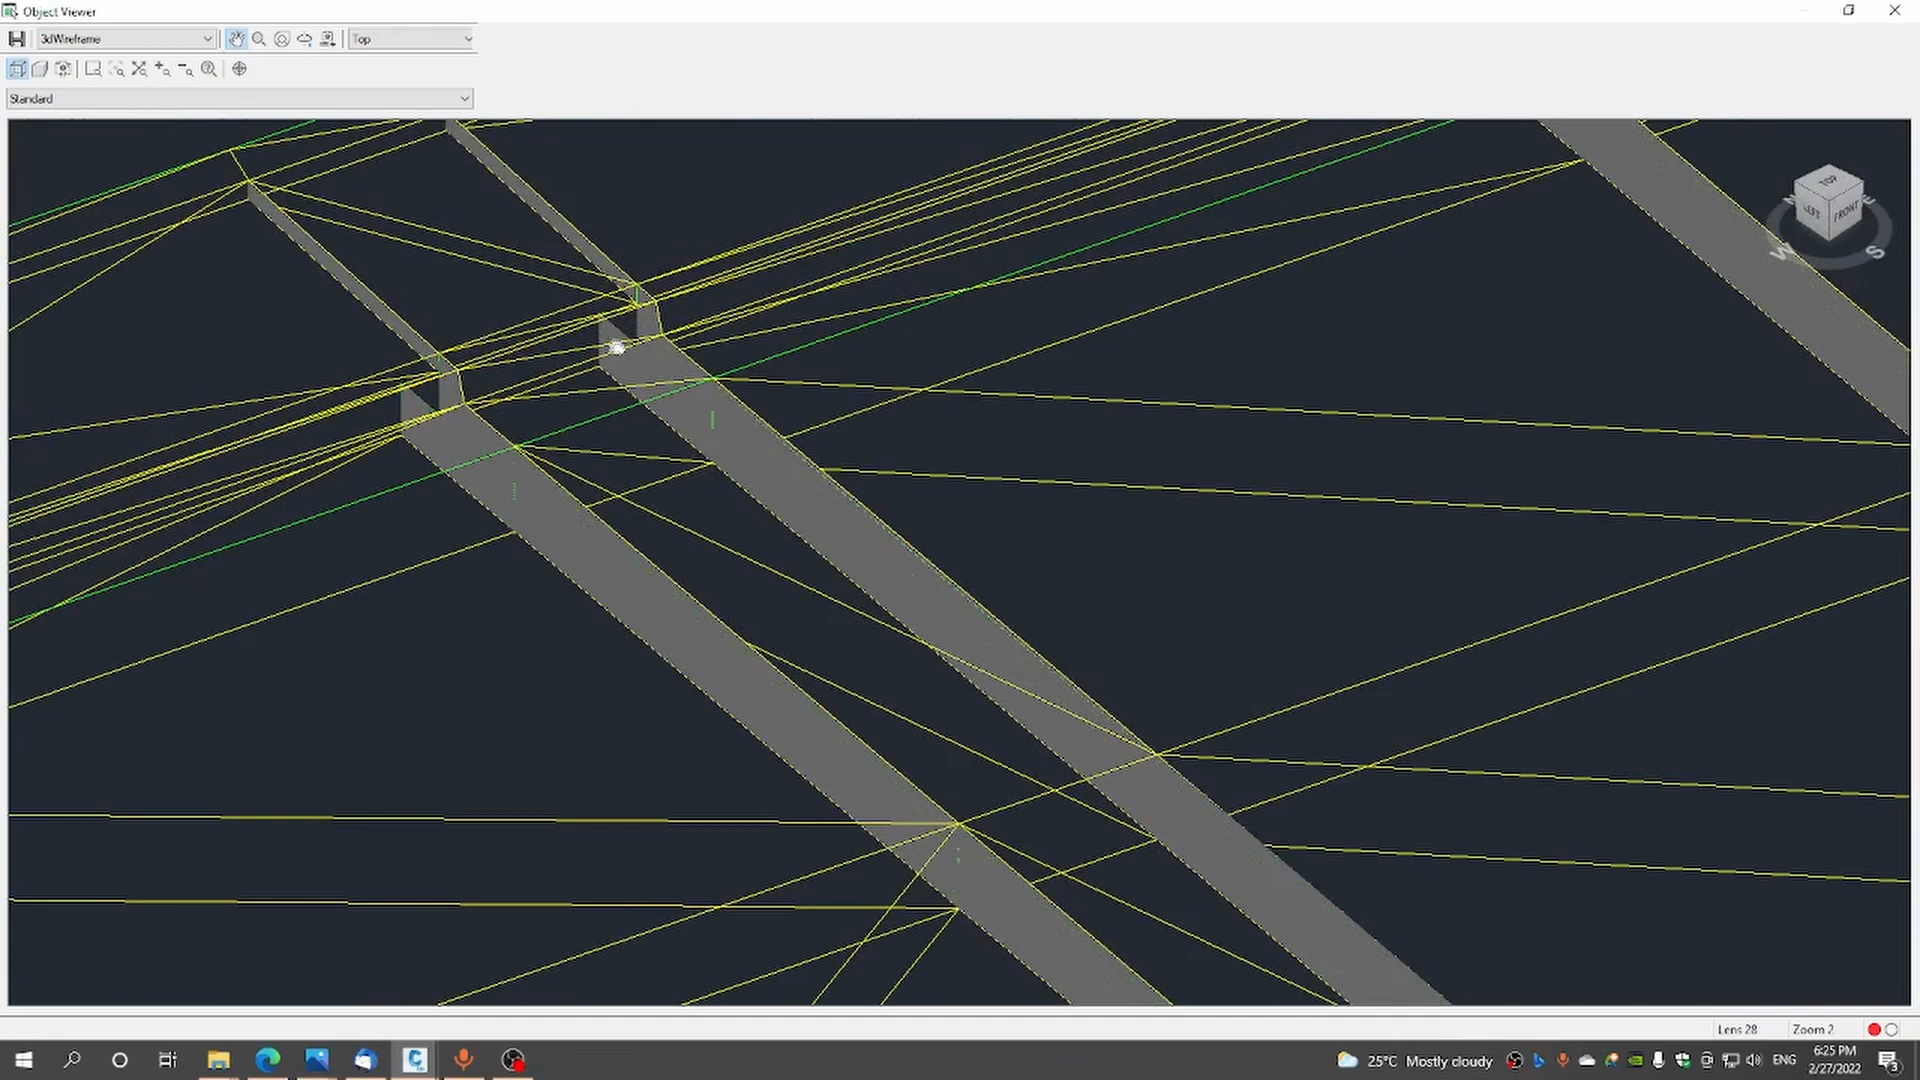 Object Viewer
3dWireframe
Top
Standard
TOP
LEFT
FRONT
W
S
Lens 28
Zoom 2
25°C Mostly cloudy
ENG
6:25 PM
2/27/2022
3